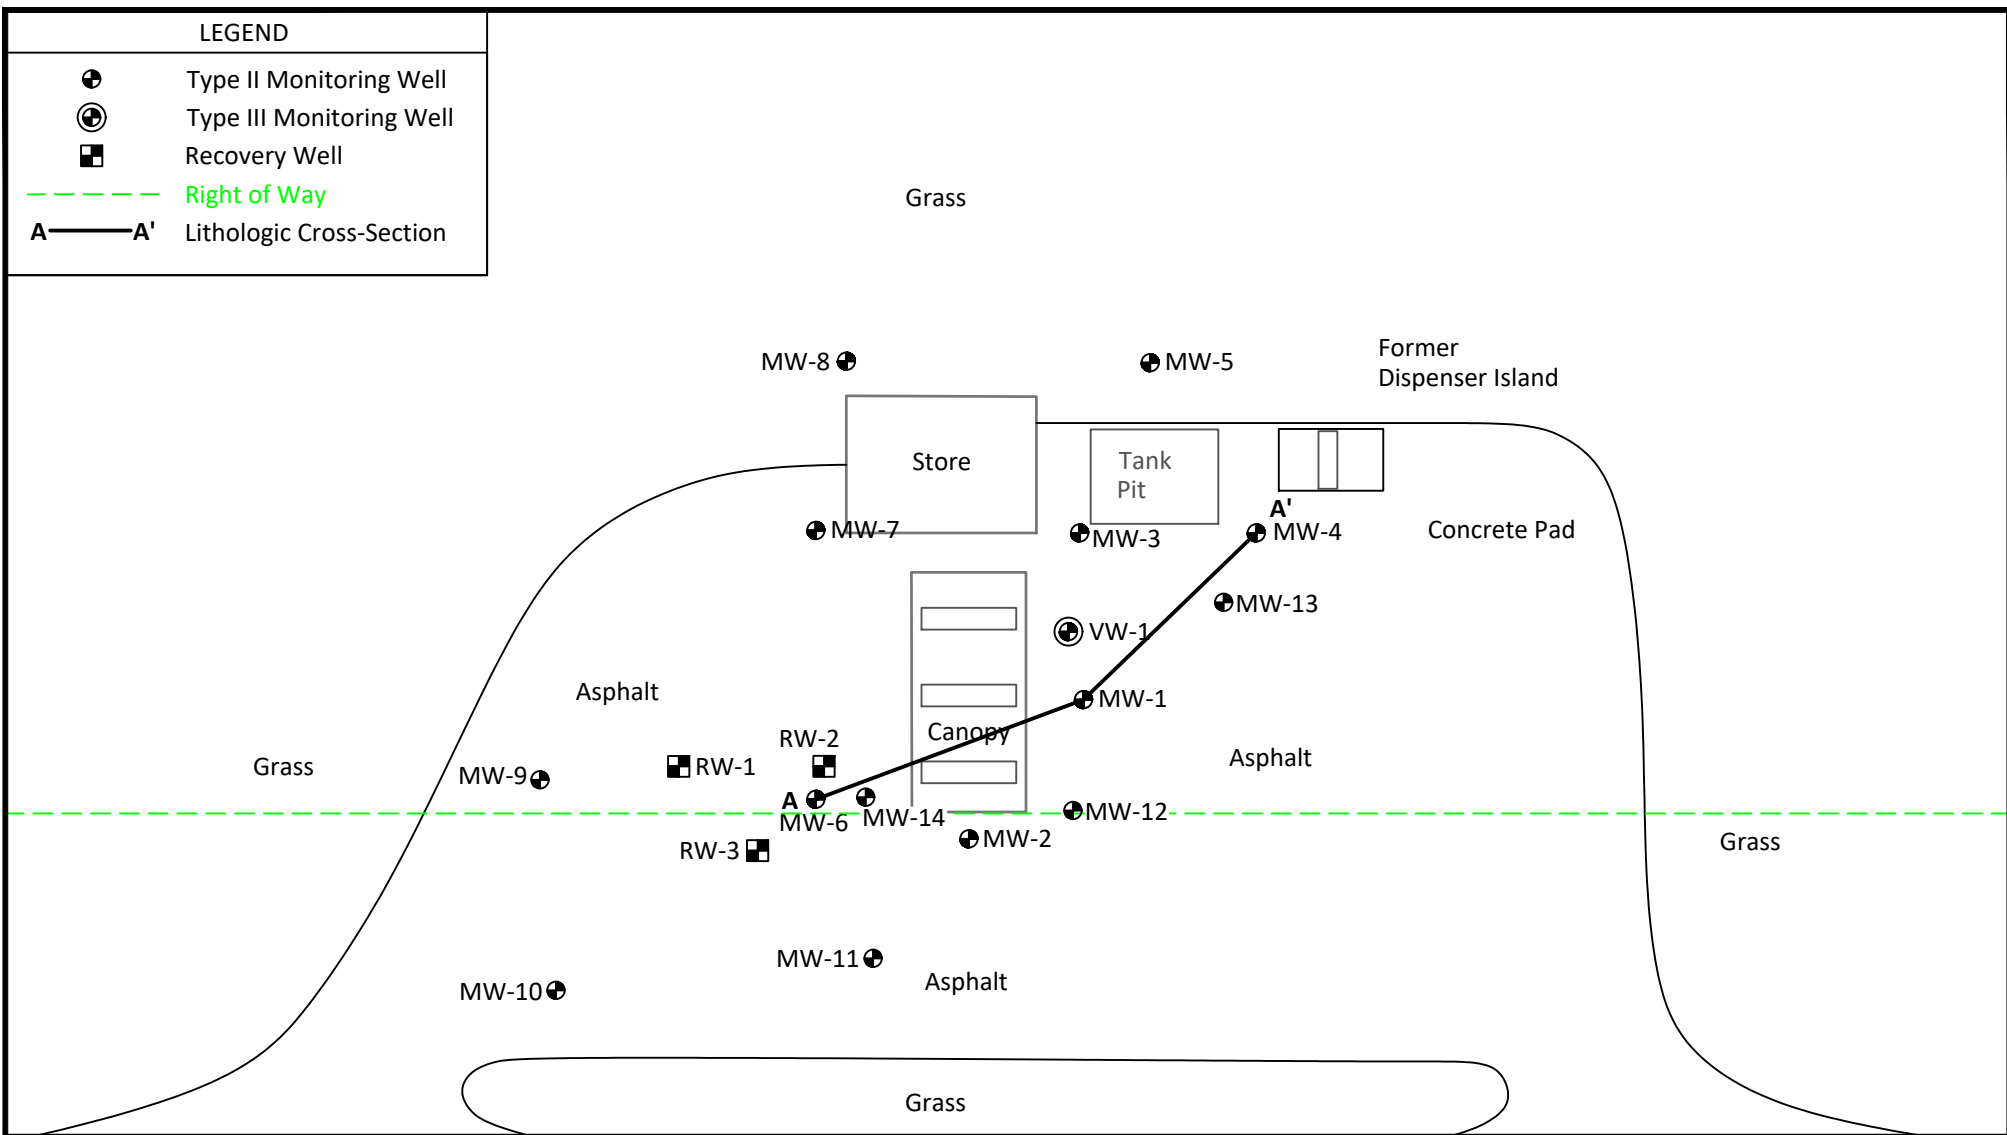 LEGEND
Type II Monitoring Well
Type III Monitoring Well
Recovery Well
Right of Way
A A' Lithologic Cross-Section
Grass
MW-8
MW-5
Former
Dispenser Island
Store
Tank
Pit
A'
MW-7
MW-3
MW-4
Concrete Pad
MW-13
VW-1
Asphalt
MW-1
Canopy
RW-2
Grass
MW-9
RW-1
Asphalt
A
MW-6
MW-14
MW-12
RW-3
MW-2
Grass
MW-11
Asphalt
MW-10
Grass